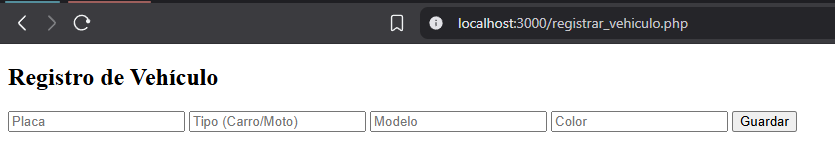 localhost:3000/registrar_vehiculo.php
Registro de Vehículo
Placa Tipo (Carro/Moto) Modelo Color Guardar